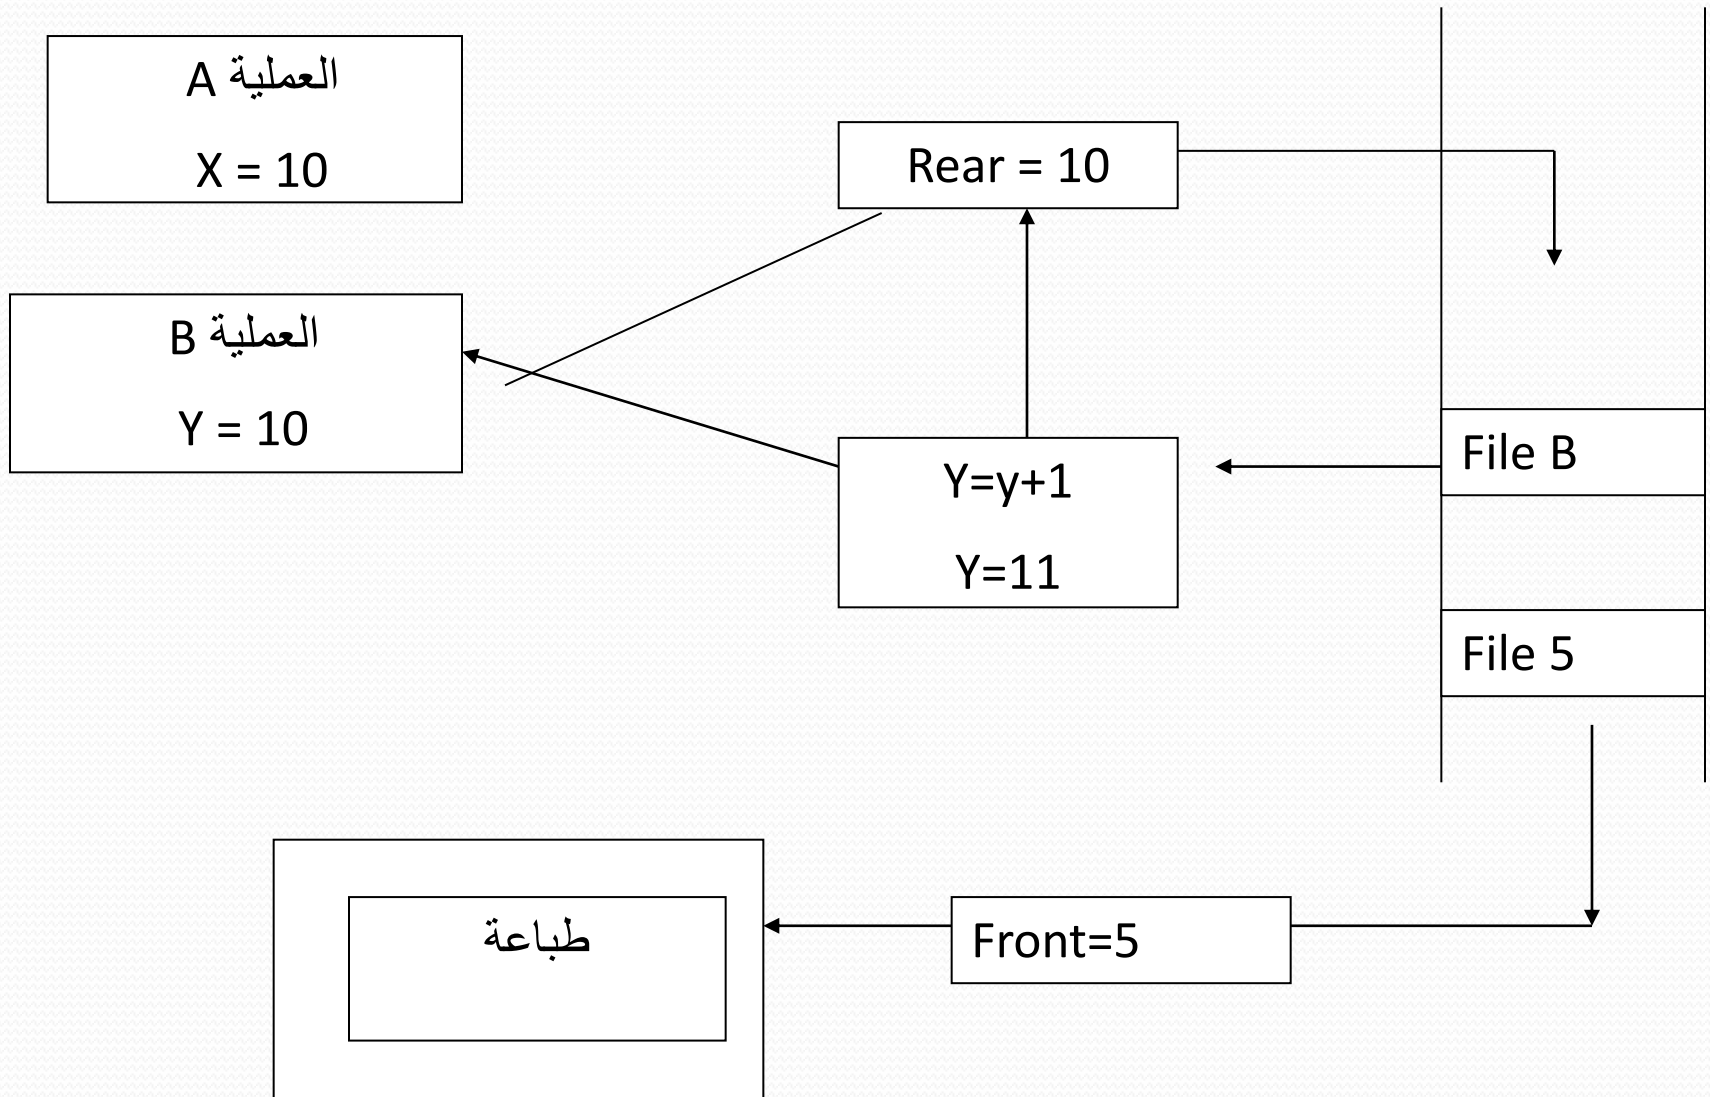 العملية A
X = 10
Rear = 10
العملية B
Y = 10
Y=y+1
Y=11
File B
File 5
طباعة
Front=5